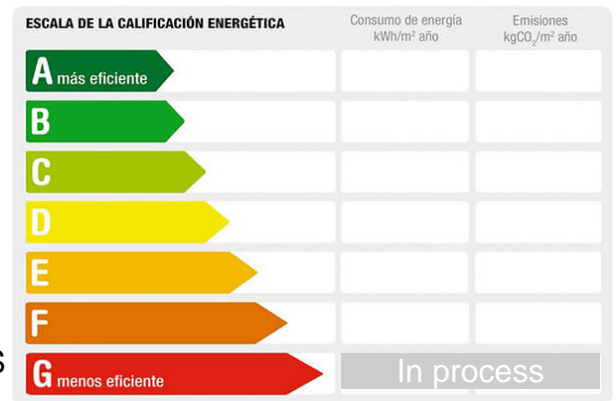 ESCALA DE LA CALIFICACIÓN ENERGÉTICA
Consumo de energía
kWh/m² año
Emisiones
kgCO₂/m² año
A más eficiente
B
C
D
E
F
s
G menos eficiente
In process